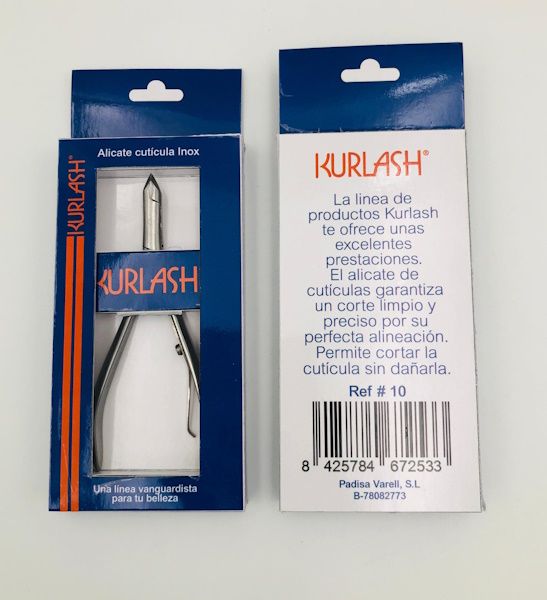 Alicate cutícula Inox
KURLASH®
KURLASH
Una línea vanguardista
para tu belleza
KURLASH®
La linea de
productos Kurlash
te ofrece unas
excelentes
prestaciones.
El alicate de
cutículas garantiza
un corte limpio y
preciso por su
perfecta alineación.
Permite cortar la
cutícula sin dañarla.
Ref # 10
8 425784 672533
Padisa Varell, S.L
B-78082773